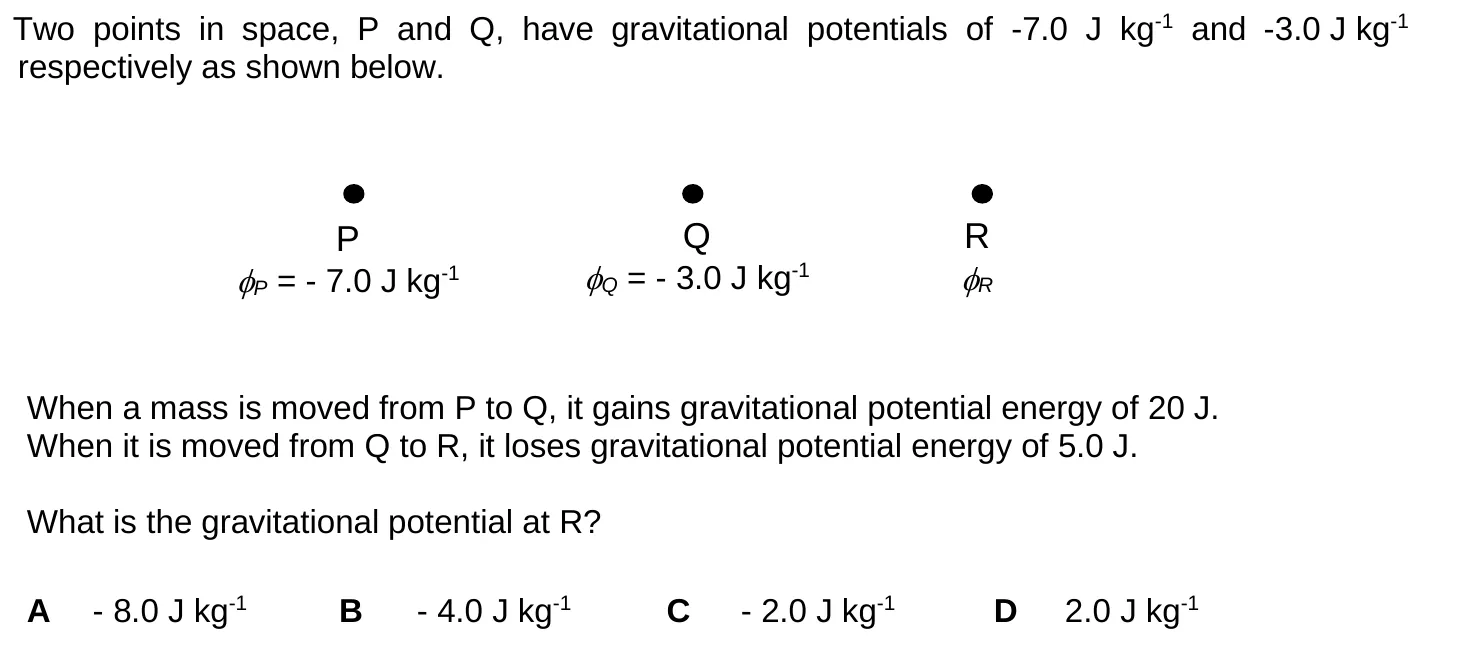 Two points in space, P and Q, have gravitational potentials of -7.0 J kg⁻¹ and -3.0 J kg⁻¹
respectively as shown below.
P Q R
ϕP = - 7.0 J kg⁻¹ ϕQ = - 3.0 J kg⁻¹ ϕR
When a mass is moved from P to Q, it gains gravitational potential energy of 20 J.
When it is moved from Q to R, it loses gravitational potential energy of 5.0 J.
What is the gravitational potential at R?
A - 8.0 J kg⁻¹ B - 4.0 J kg⁻¹ C - 2.0 J kg⁻¹ D 2.0 J kg⁻¹